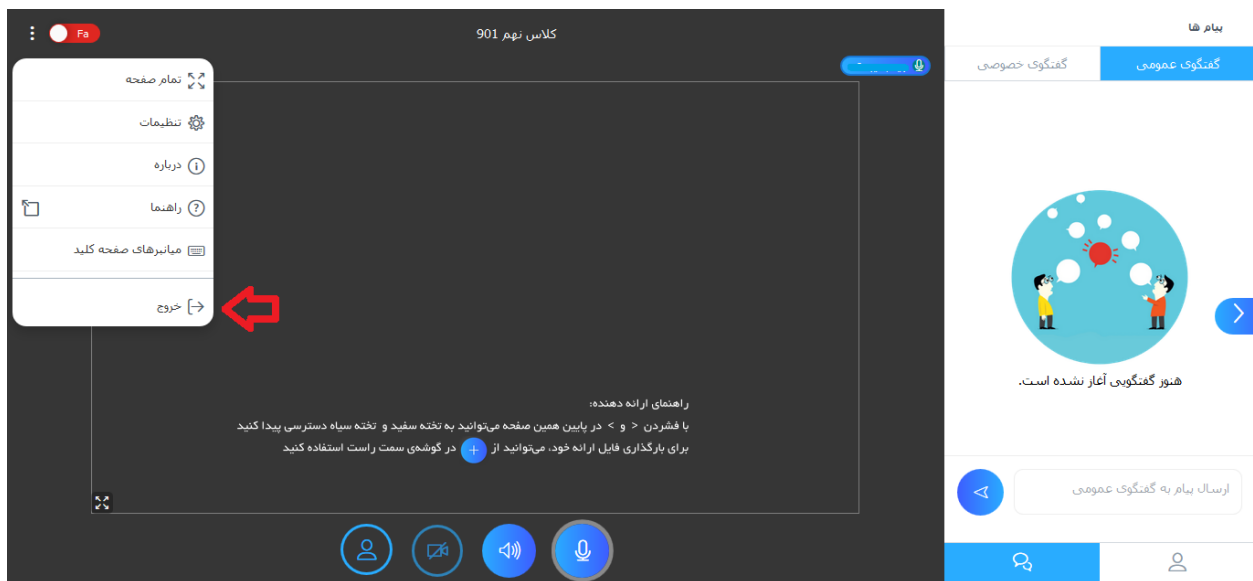 پیام ها
گفتگوی عمومی
گفتگوی خصوصی
هنور گفتگویی آغاز نشده است.
ارسال پیام به گفتگوی عمومی
کلاس نهم 901
Fa
تمام صفحه
تنظیمات
درباره
راهنما
میانبرهای صفحه کلید
خروج
راهنمای ارائه دهنده:
با فشردن < و > در پایین همین صفحه می‌توانید به تخته سفید و تخته سیاه دسترسی پیدا کنید
برای بارگذاری فایل ارائه خود، می‌توانید از + در گوشه‌ی سمت راست استفاده کنید